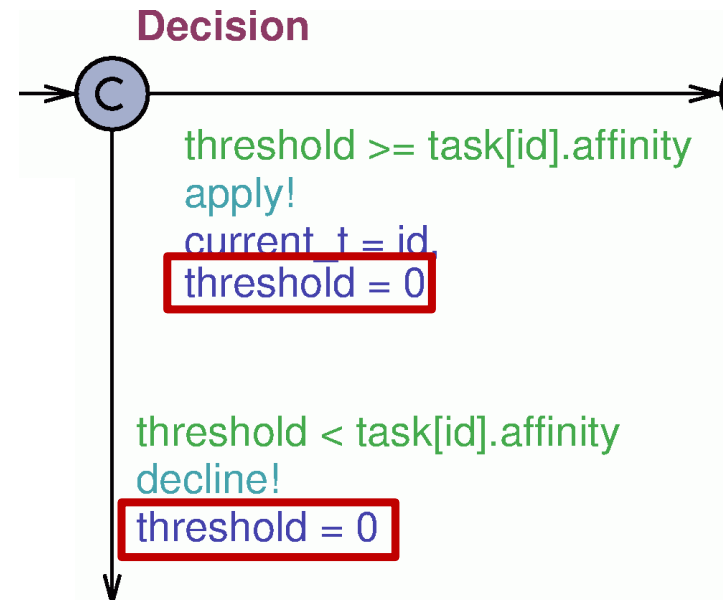 Decision
C
threshold >= task[id].affinity
apply!
current_t = id,
threshold = 0
threshold < task[id].affinity
decline!
threshold = 0